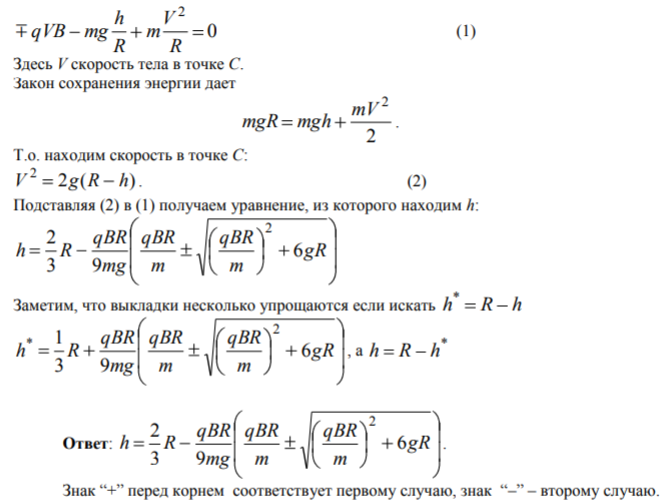 ∓qVB − mg h/R + m V²/R = 0 (1)
Здесь V скорость тела в точке C.
Закон сохранения энергии дает
mgR = mgh + mV²/2 .
Т.о. находим скорость в точке C:
V² = 2g(R − h). (2)
Подставляя (2) в (1) получаем уравнение, из которого находим h:
h = 2/3 R − qBR/9mg ( qBR/m ± √( (qBR/m)² + 6gR ) )
Заметим, что выкладки несколько упрощаются если искать h* = R − h
h* = 1/3 R + qBR/9mg ( qBR/m ± √( (qBR/m)² + 6gR ) ), а h = R − h*
Ответ: h = 2/3 R − qBR/9mg ( qBR/m ± √( (qBR/m)² + 6gR ) ).
Знак “+” перед корнем соответствует первому случаю, знак “–” – второму случаю.